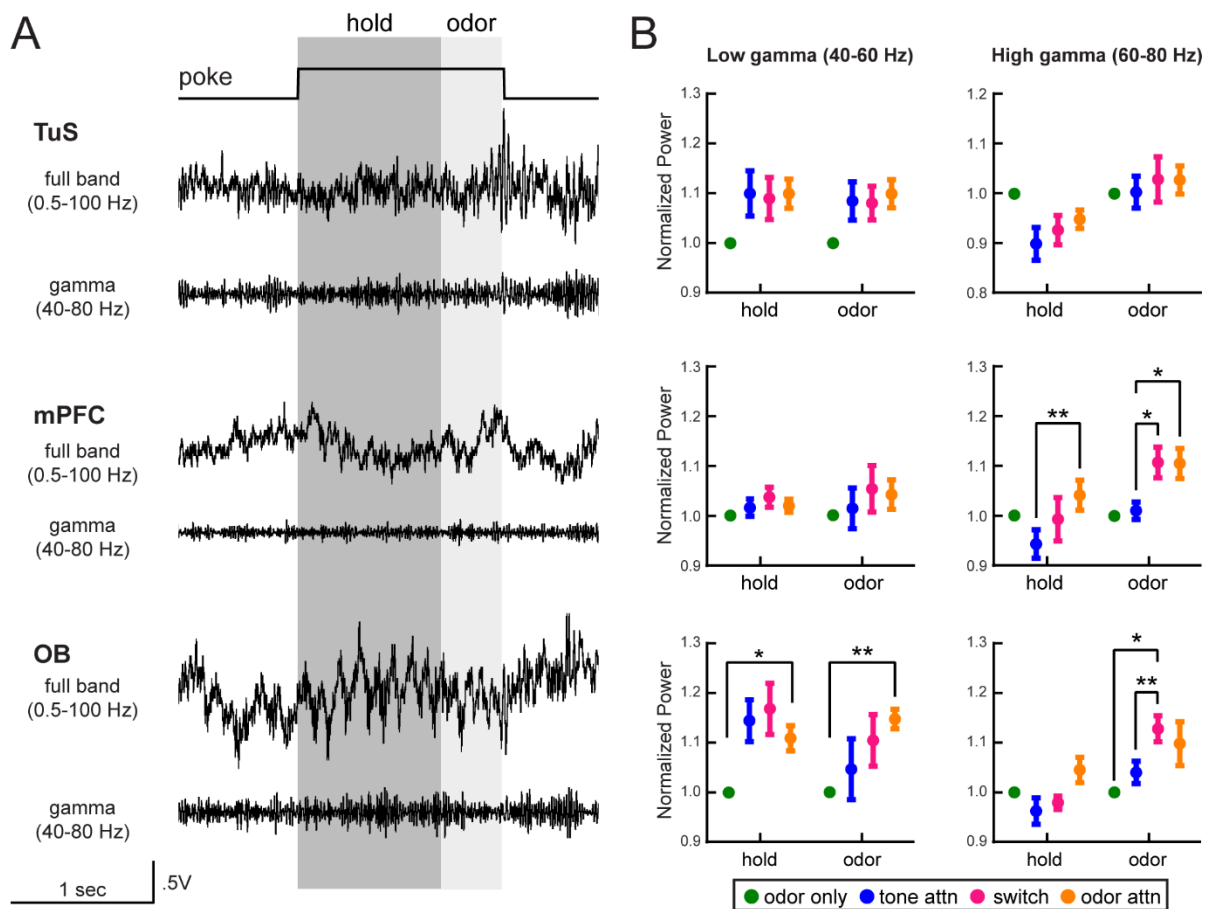 A
hold
odor
poke
TuS
full band
(0.5-100 Hz)
gamma
(40-80 Hz)
mPFC
full band
(0.5-100 Hz)
gamma
(40-80 Hz)
OB
full band
(0.5-100 Hz)
gamma
(40-80 Hz)
1 sec
.5V
B
Low gamma (40-60 Hz)
High gamma (60-80 Hz)
Normalized Power
1.3
1.2
1.1
1.0
0.9
hold
odor
1.2
1.1
1.0
0.9
0.8
hold
odor
Normalized Power
1.3
1.2
1.1
1.0
0.9
hold
odor
1.3
1.2
1.1
1.0
0.9
**
*
*
hold
odor
Normalized Power
1.3
1.2
1.1
1.0
0.9
*
**
hold
odor
1.3
1.2
1.1
1.0
0.9
*
**
hold
odor
odor only
tone attn
switch
odor attn